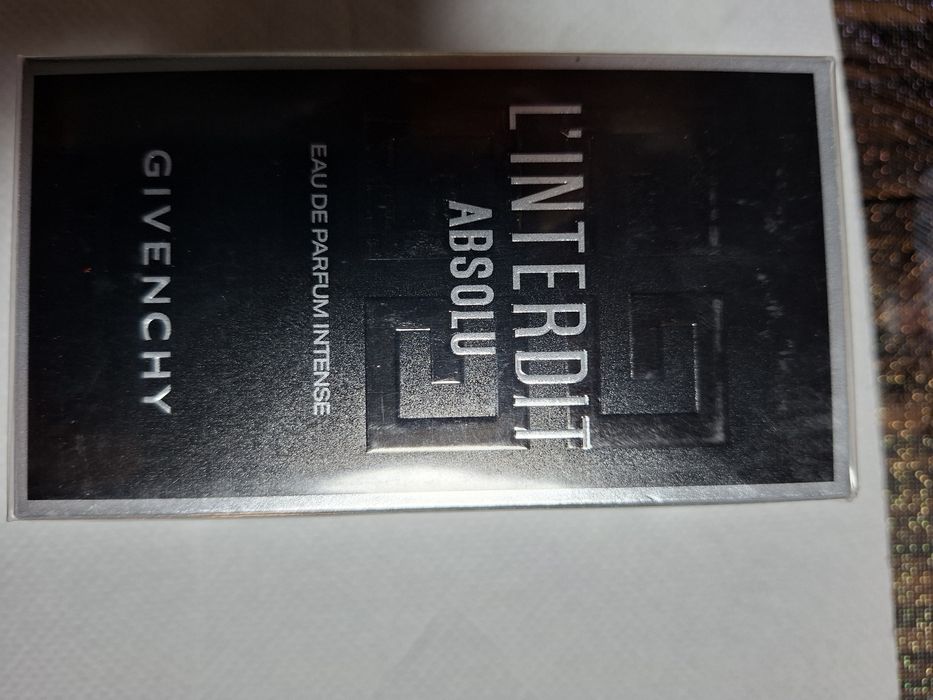 L'INTERDIT
ABSOLU
EAU DE PARFUM INTENSE
GIVENCHY